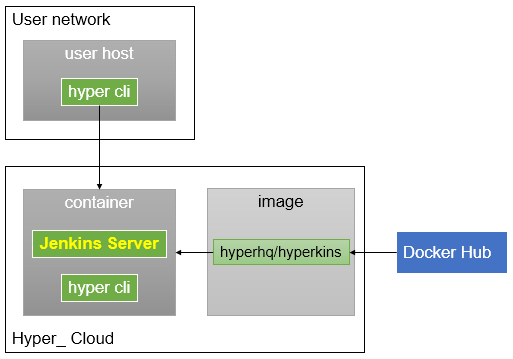 User network
user host
hyper cli
container
image
Jenkins Server
hyperhq/hyperkins
Docker Hub
hyper cli
Hyper_ Cloud